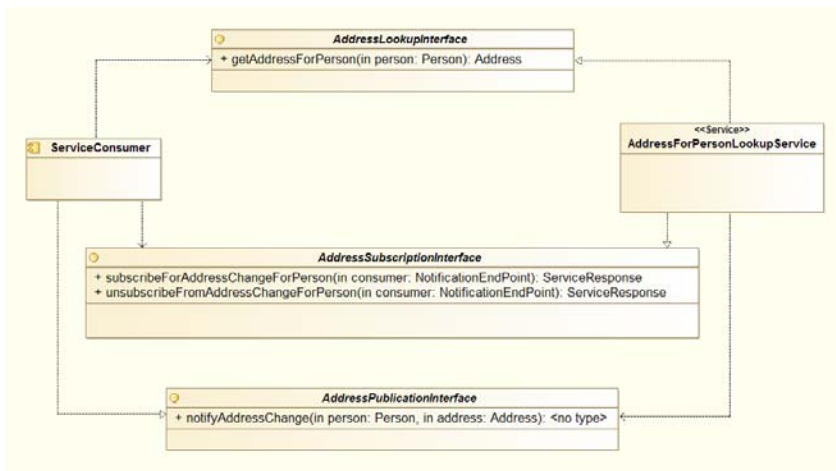 AddressLookupInterface
+ getAddressForPerson(in person: Person): Address
ServiceConsumer
<<Service>>
AddressForPersonLookupService
AddressSubscriptionInterface
+ subscribeForAddressChangeForPerson(in consumer: NotificationEndPoint): ServiceResponse
+ unsubscribeFromAddressChangeForPerson(in consumer: NotificationEndPoint): ServiceResponse
AddressPublicationInterface
+ notifyAddressChange(in person: Person, in address: Address): <no type>